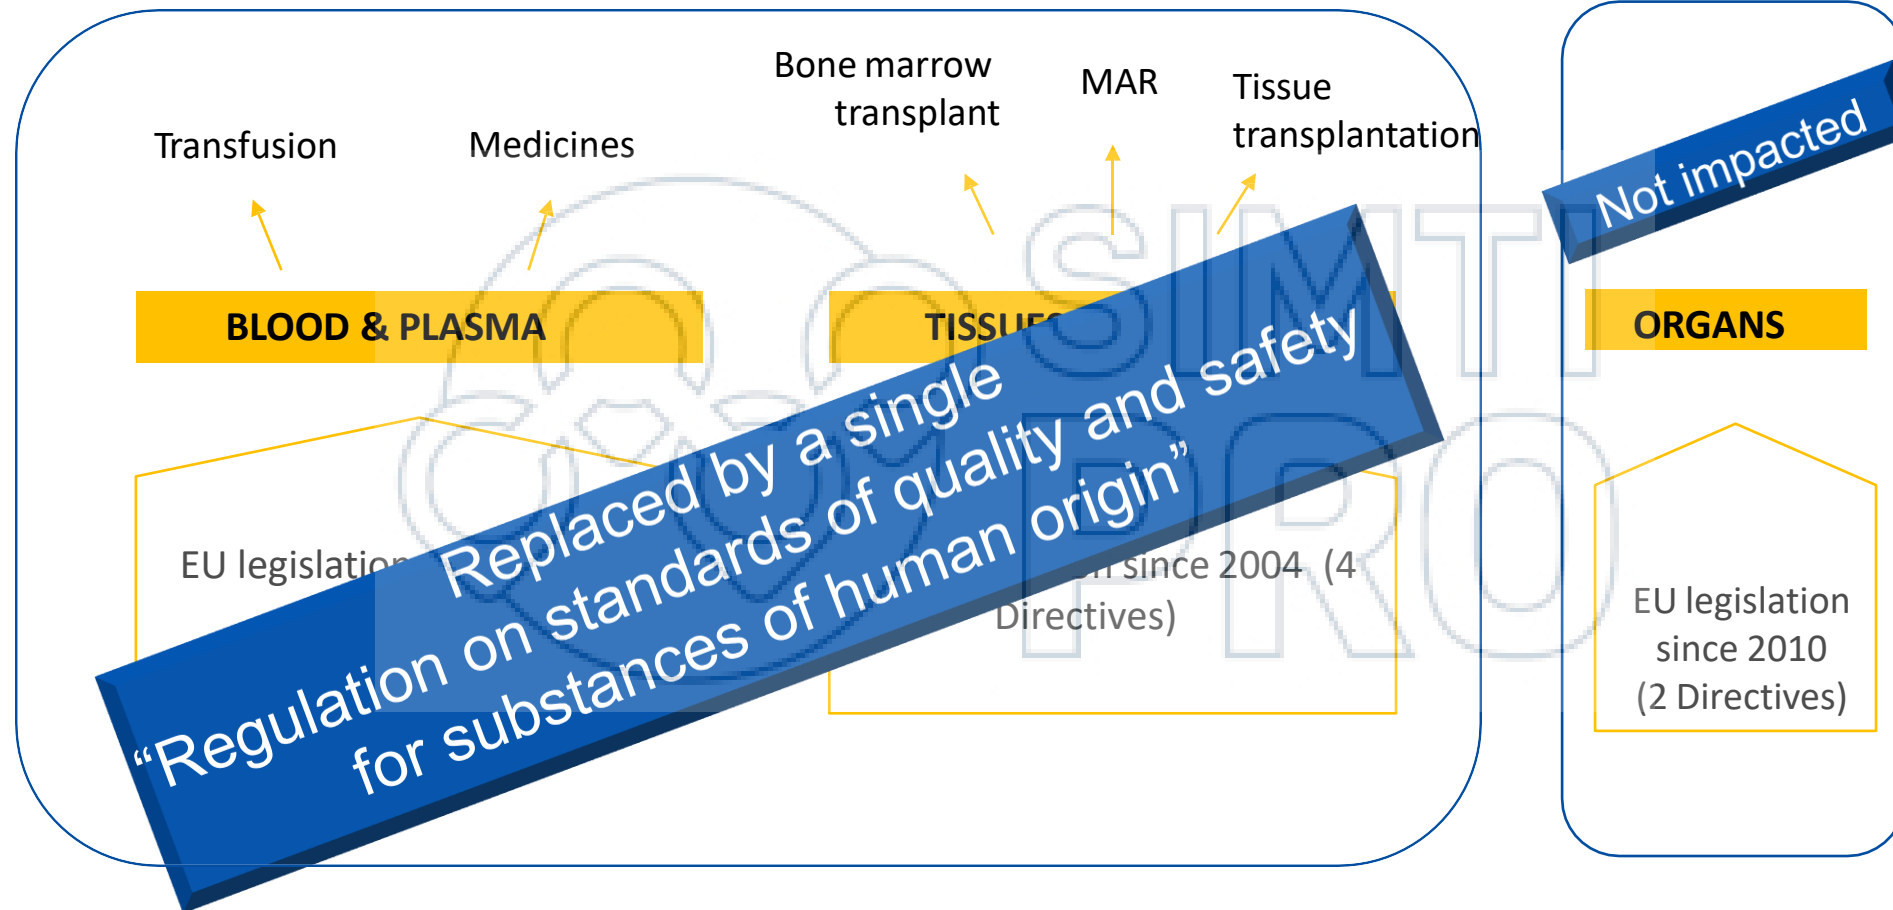 Transfusion
Medicines
Bone marrow
transplant
MAR
Tissue
transplantation
Not impacted
BLOOD & PLASMA
TISSUES
ORGANS
SIMTI
PRO
Replaced by a single
“Regulation on standards of quality and safety
for substances of human origin”
EU legislation
since 2004 (4
Directives)
EU legislation
since 2010
(2 Directives)